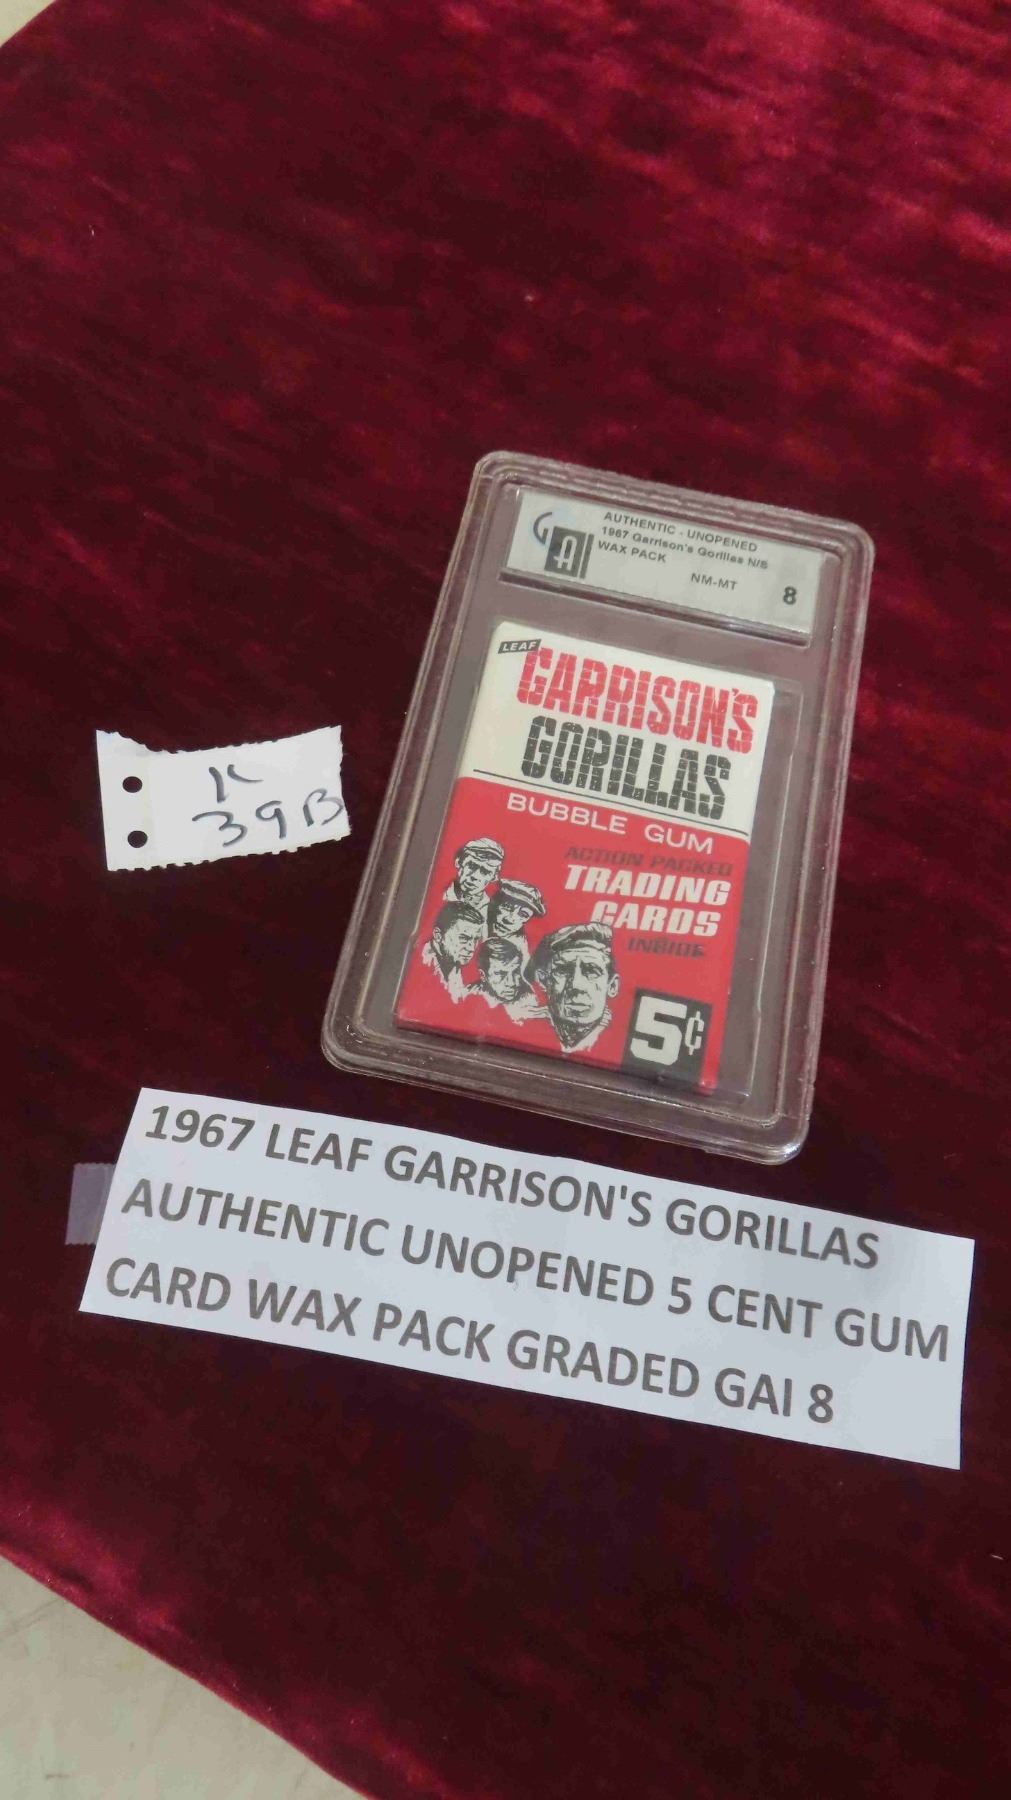 AUTHENTIC - UNOPENED
1967 Garrison's Gorillas N/S
WAX PACK
NM-MT 8
GAI
LEAF
GARRISON'S
GORILLAS
BUBBLE GUM
ACTION PACKED
TRADING
CARDS
INSIDE
5¢
K
39B
1967 LEAF GARRISON'S GORILLAS
AUTHENTIC UNOPENED 5 CENT GUM
CARD WAX PACK GRADED GAI 8